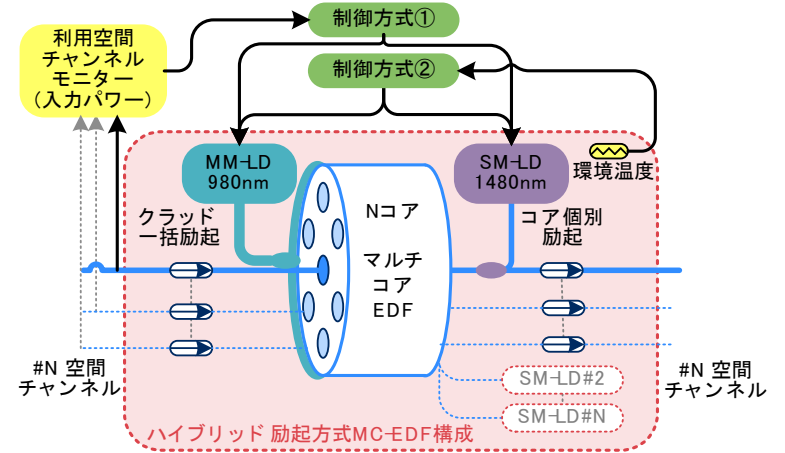 制御方式①
利用空間
チャンネル
モニター
（入力パワー）
制御方式②
MM-LD
980nm
SM-LD
1480nm
環境温度
クラッド
一括励起
Nコア
マルチ
コア
EDF
コア個別
励起
#N 空間
チャンネル
SM-LD#2
SM-LD#N
#N 空間
チャンネル
ハイブリッド 励起方式MC-EDF構成